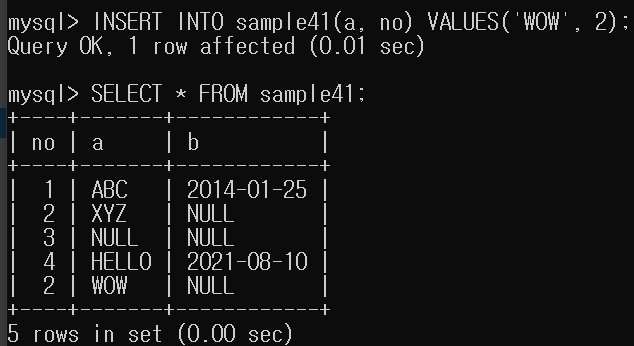 mysql> INSERT INTO sample41(a, no) VALUES('WOW', 2);
Query OK, 1 row affected (0.01 sec)
mysql> SELECT * FROM sample41;
+----+-------+------------+
| no | a     | b          |
+----+-------+------------+
|  1 | ABC   | 2014-01-25 |
|  2 | XYZ   | NULL       |
|  3 | NULL  | NULL       |
|  4 | HELLO | 2021-08-10 |
|  2 | WOW   | NULL       |
+----+-------+------------+
5 rows in set (0.00 sec)